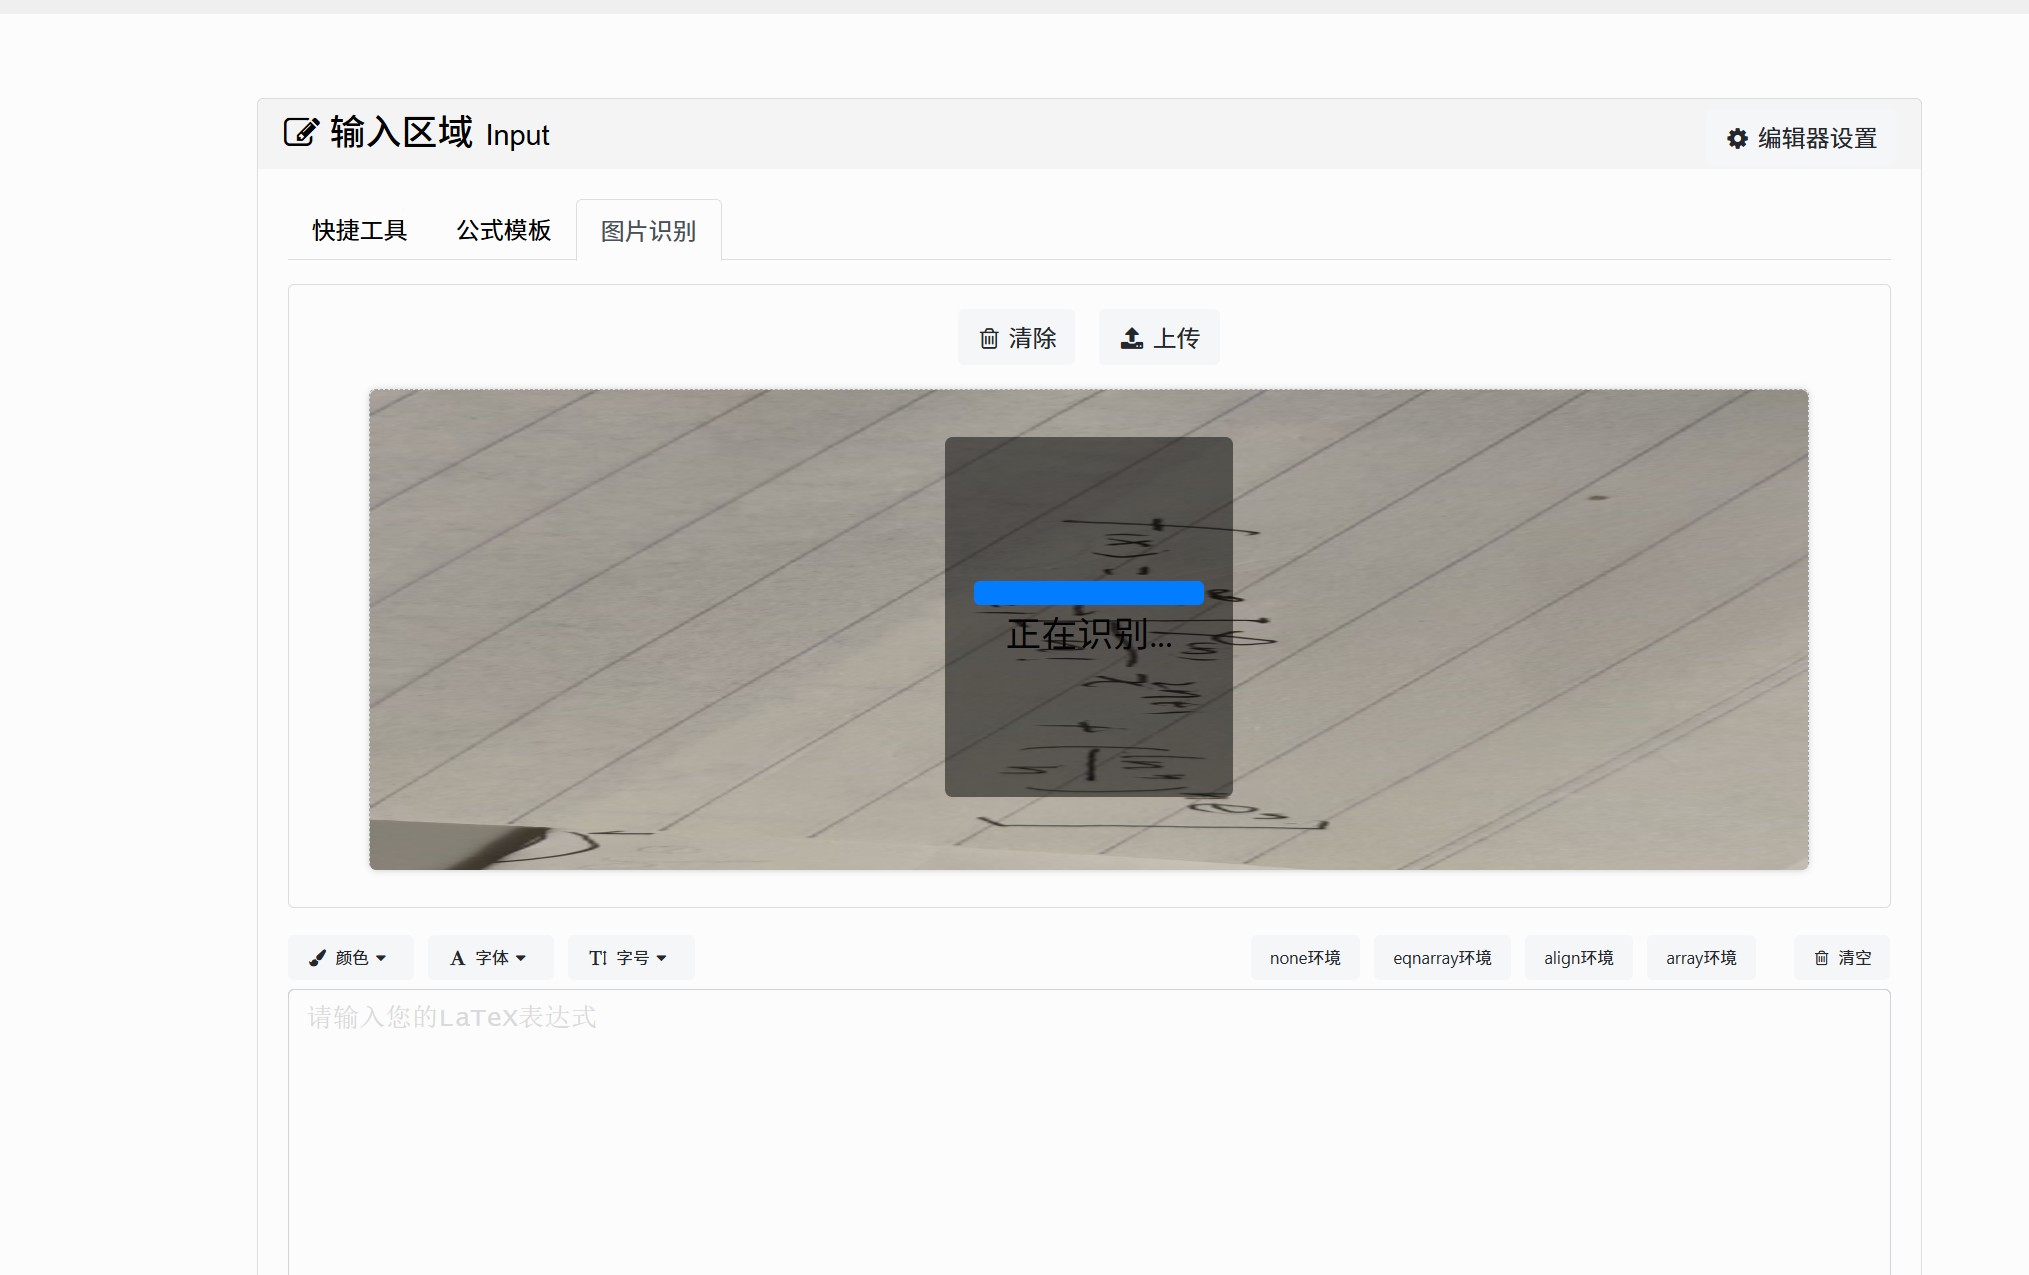 输入区域 Input
编辑器设置
快捷工具 公式模板 图片识别
清除 上传
正在识别...
颜色 A 字体 TI 字号 none环境 eqnarray环境 align环境 array环境 清空
请输入您的LaTeX表达式